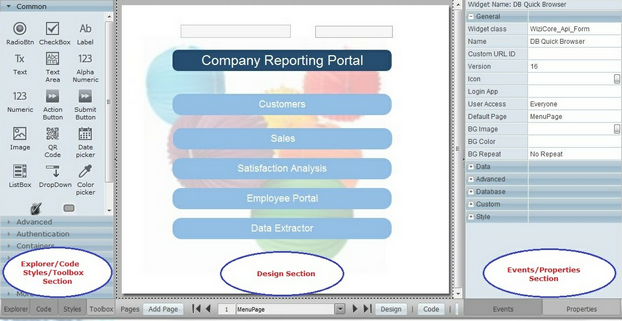 Common
RadioBtn CheckBox Label
Ab
Tx 123
Text Text Area Alpha Numeric
123
Numeric Action Button Submit Button
Image QR Code Date picker
ListBox DropDown Color picker
Advanced
Authentication
Containers
Explorer/Code
Styles/Toolbox
Section
More
Explorer Code Styles Toolbox
Company Reporting Portal
Customers
Sales
Satisfaction Analysis
Employee Portal
Data Extractor
Design Section
Pages Add Page 1 MenuPage Design Code
Widget Name: DB Quick Browser
General
Widget class WiziCore_Api_Form
Name DB Quick Browser
Custom URL ID
Version 16
Icon
Login App
User Access Everyone
Default Page MenuPage
BG Image
BG Color
BG Repeat No Repeat
Data
Advanced
Database
Custom
Style
Events/Properties
Section
Events Properties